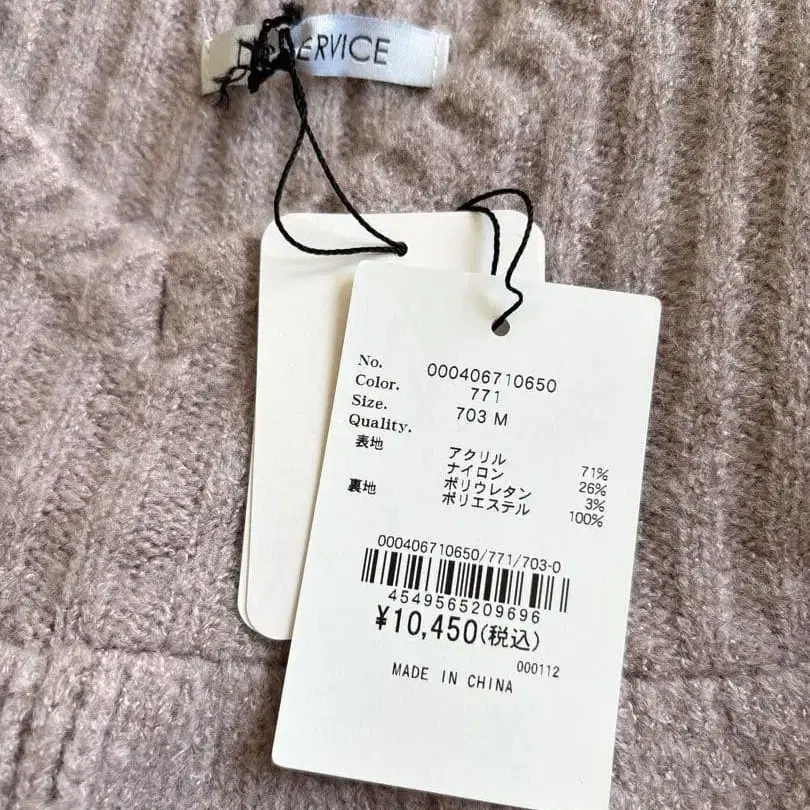 SERVICE
No. 000406710650
Color. 771
Size. 703 M
Quality.
表地 アクリル 71%
ナイロン 26%
ポリウレタン 3%
裏地 ポリエステル 100%
000406710650/771/703-0
4549565209696
¥10,450(税込)
000112
MADE IN CHINA